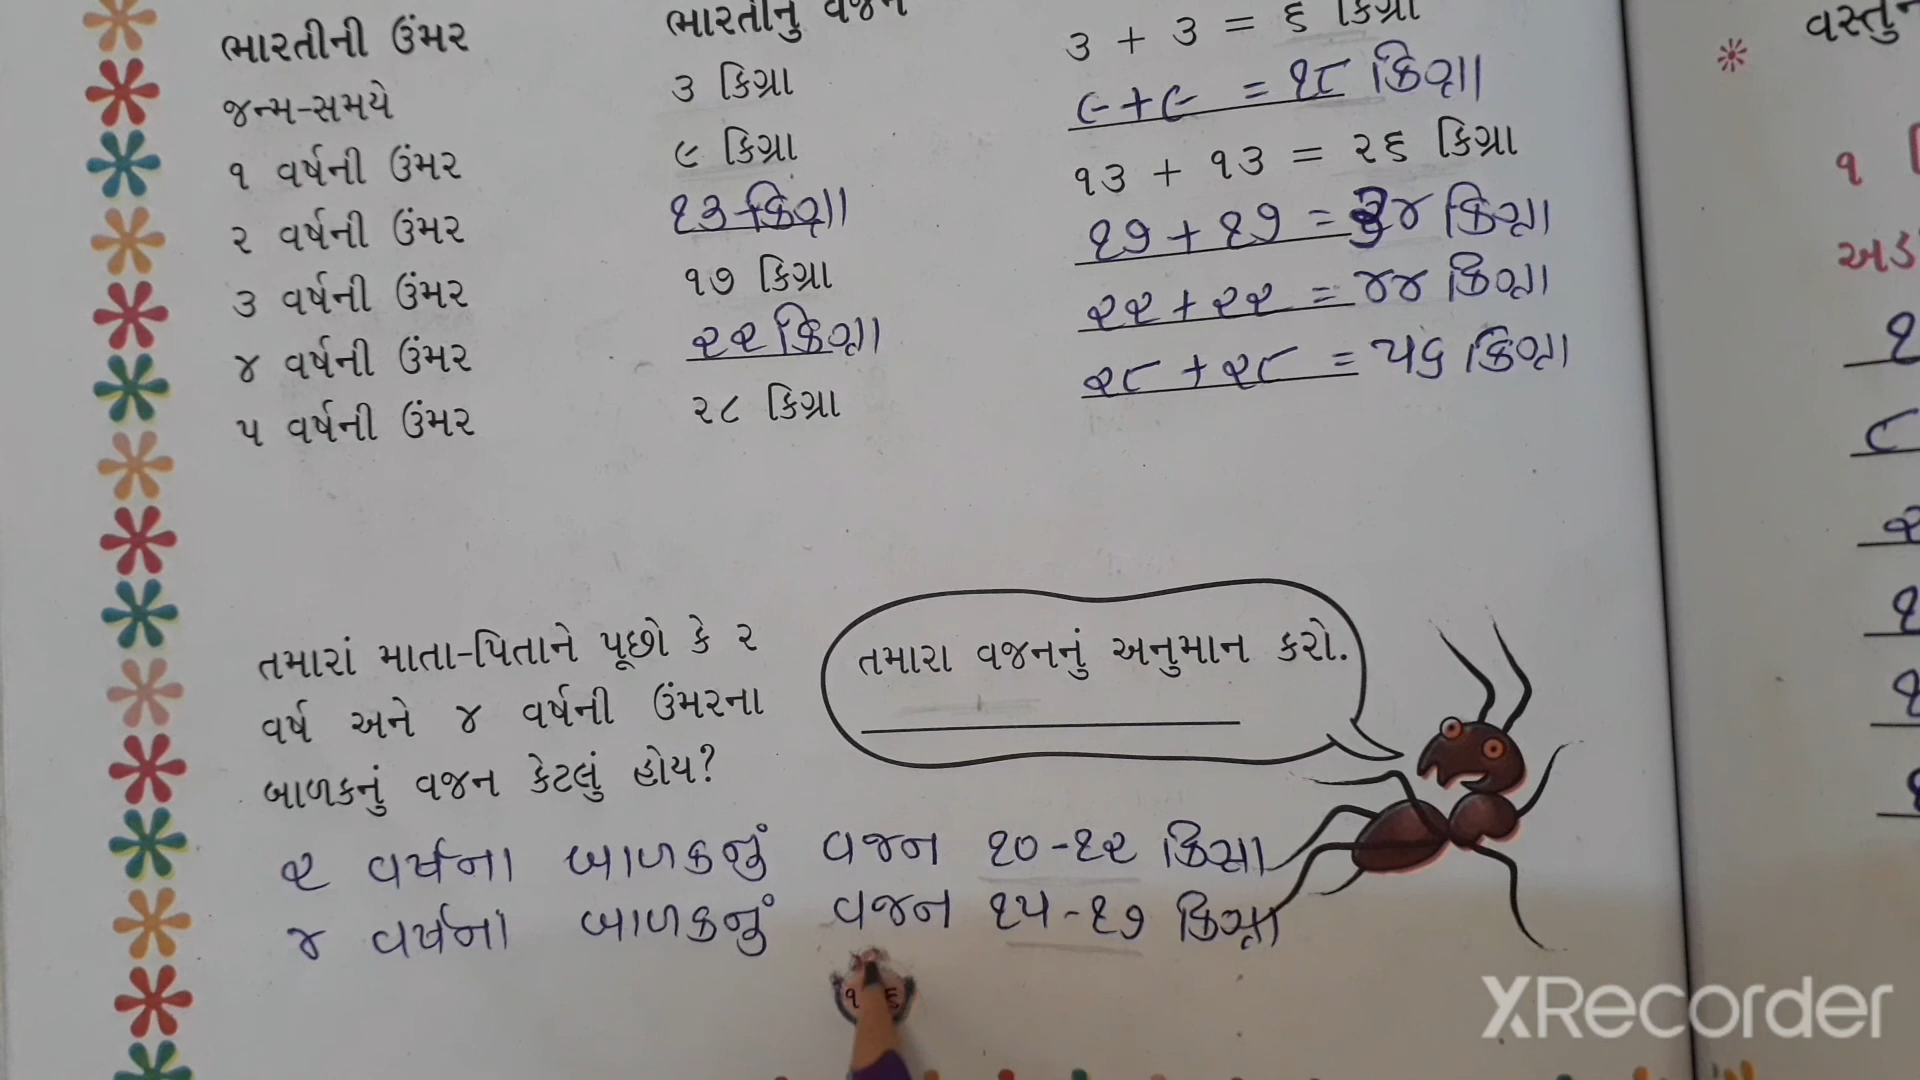 ભારતીની ઉંમર
ભારતીનું વજન
૩ + ૩ = ૬ કિગ્રા
જન્મ-સમયે
૩ કિગ્રા
૯+૯ = ૧૮ કિગ્રા
૧ વર્ષની ઉંમર
૯ કિગ્રા
૧૩ + ૧૩ = ૨૬ કિગ્રા
૨ વર્ષની ઉંમર
૧૩ કિગ્રા
૧૭ + ૧૭ = ૩૪ કિગ્રા
૩ વર્ષની ઉંમર
૧૭ કિગ્રા
૨૨ + ૨૨ = ૪૪ કિગ્રા
૪ વર્ષની ઉંમર
૨૨ કિગ્રા
૨૮ + ૨૮ = ૫૬ કિગ્રા
૫ વર્ષની ઉંમર
૨૮ કિગ્રા
તમારાં માતા-પિતાને પૂછો કે ૨
વર્ષ અને ૪ વર્ષની ઉંમરના
બાળકનું વજન કેટલું હોય?
તમારા વજનનું અનુમાન કરો.
૨ વર્ષના બાળકનું વજન ૧૦-૧૨ કિગ્રા
૪ વર્ષના બાળકનું વજન ૧૫-૧૭ કિગ્રા
૧ ૬
૧
XRecorder